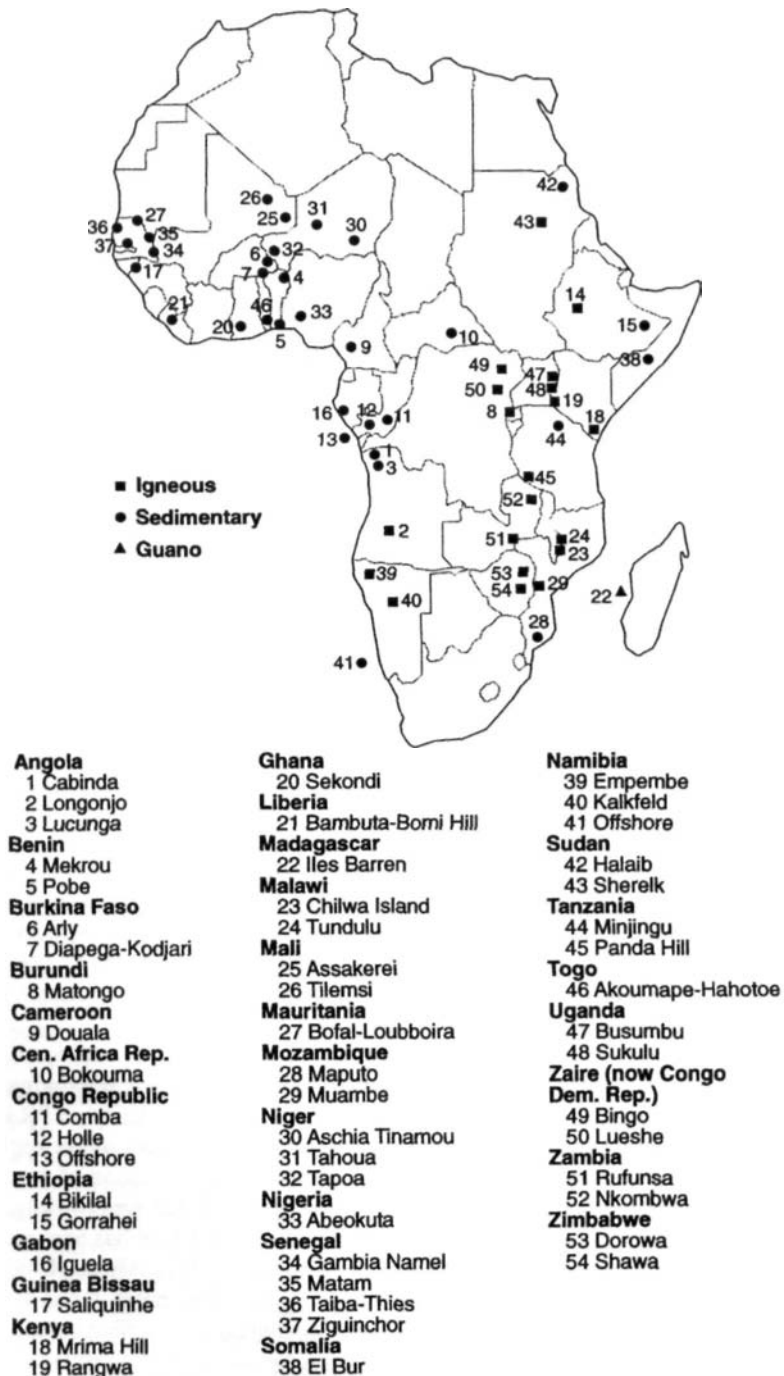 42
26
31
27
25
36
43
30
35
37
34
32
6
7
4
17
14
46
33
21
15
20
5
10
9
38
49
47
50
48
19
16
12
11
8
18
13
44
1
3
■ Igneous
45
● Sedimentary
52
▲ Guano
2
51
24
23
39
53
29
54
22
40
28
41
Angola
1 Cabinda
2 Longonjo
3 Lucunga
Benin
4 Mekrou
5 Pobe
Burkina Faso
6 Arly
7 Diapega-Kodjari
Burundi
8 Matongo
Cameroon
9 Douala
Cen. Africa Rep.
10 Bokouma
Congo Republic
11 Comba
12 Holle
13 Offshore
Ethiopia
14 Bikilal
15 Gorrahei
Gabon
16 Iguela
Guinea Bissau
17 Saliquinhe
Kenya
18 Mrima Hill
19 Rangwa
Ghana
20 Sekondi
Liberia
21 Bambuta-Bomi Hill
Madagascar
22 Iles Barren
Malawi
23 Chilwa Island
24 Tundulu
Mali
25 Assakerei
26 Tilemsi
Mauritania
27 Bofal-Loubboira
Mozambique
28 Maputo
29 Muambe
Niger
30 Aschia Tinamou
31 Tahoua
32 Tapoa
Nigeria
33 Abeokuta
Senegal
34 Gambia Namel
35 Matam
36 Taiba-Thies
37 Ziguinchor
Somalia
38 El Bur
Namibia
39 Empembe
40 Kalkfeld
41 Offshore
Sudan
42 Halaib
43 Sherelk
Tanzania
44 Minjingu
45 Panda Hill
Togo
46 Akoumape-Hahotoe
Uganda
47 Busumbu
48 Sukulu
Zaire (now Congo
Dem. Rep.)
49 Bingo
50 Lueshe
Zambia
51 Rufunsa
52 Nkombwa
Zimbabwe
53 Dorowa
54 Shawa